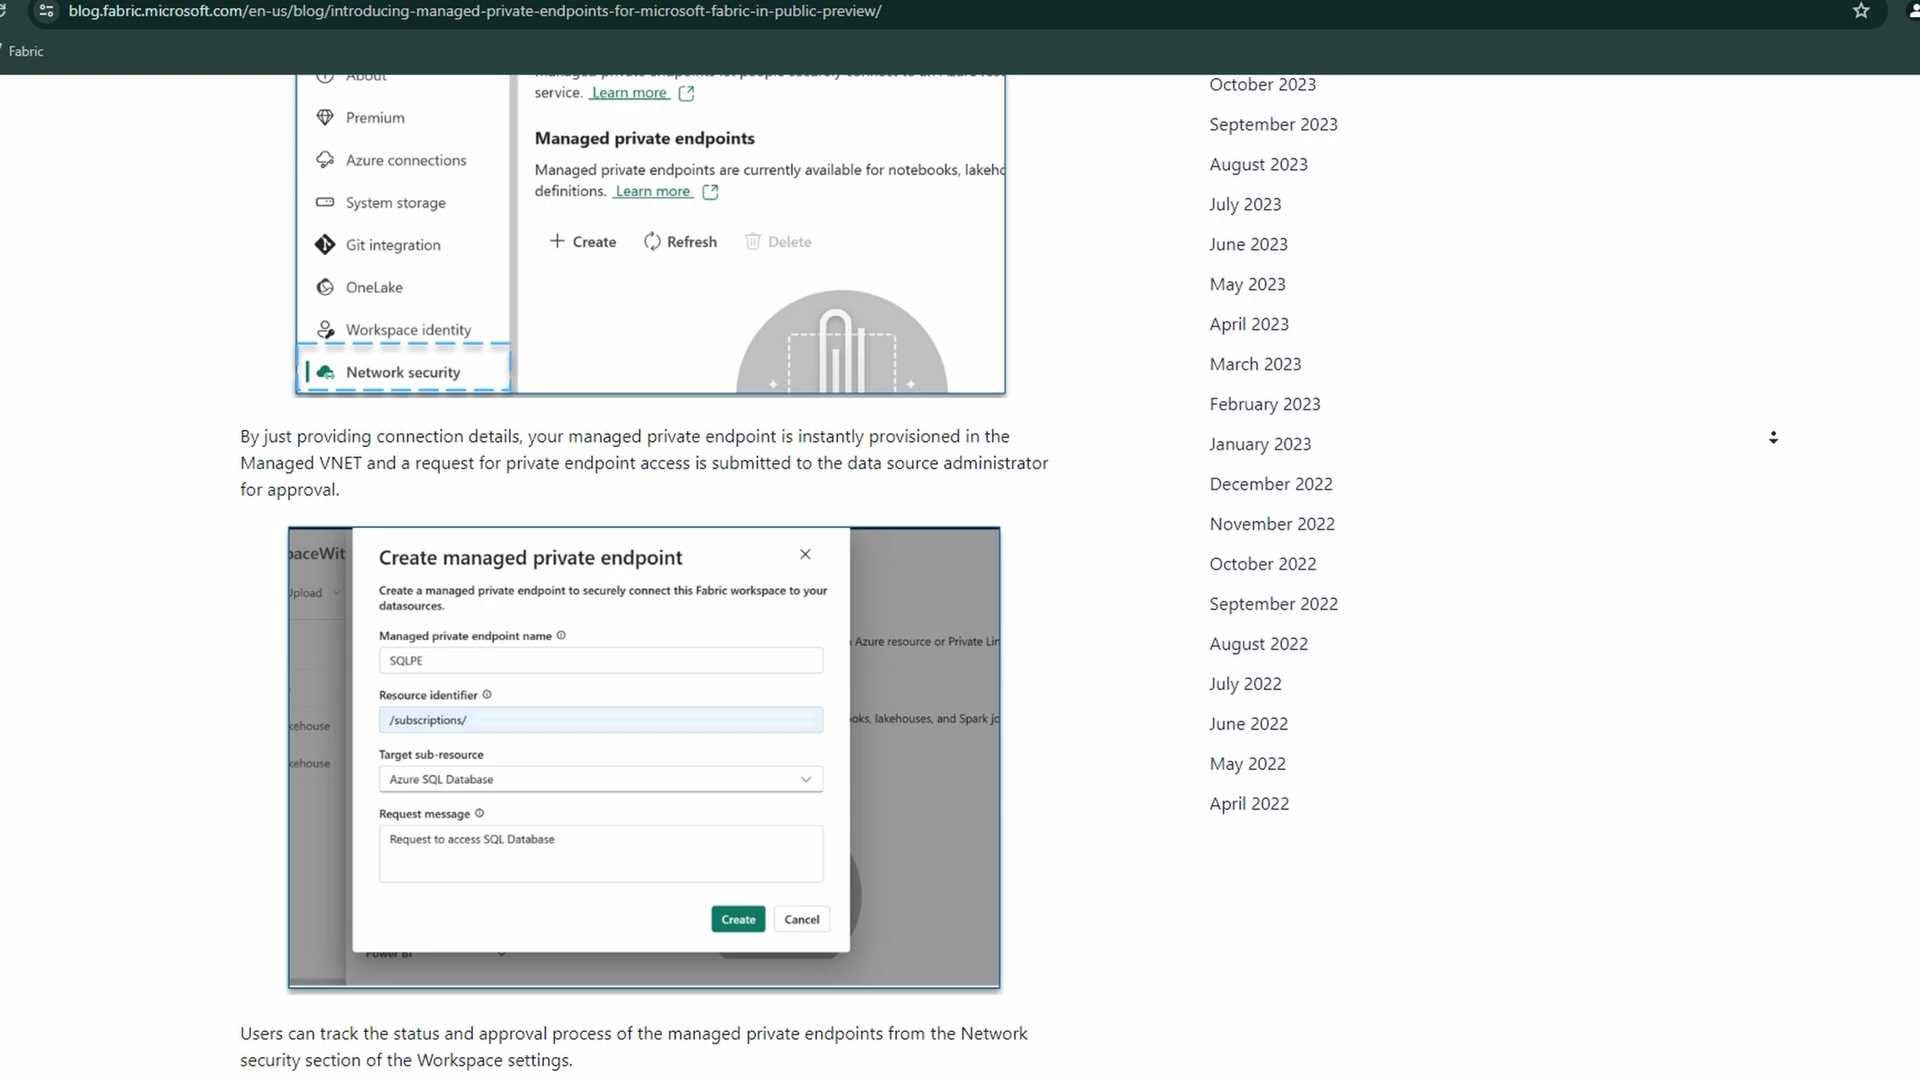 blog.fabric.microsoft.com/en-us/blog/introducing-managed-private-endpoints-for-microsoft-fabric-in-public-preview/
Fabric
About
Premium
Azure connections
System storage
Git integration
OneLake
Workspace identity
Network security
service. Learn more
Managed private endpoints
Managed private endpoints are currently available for notebooks,
definitions. Learn more
Create
Refresh
Delete
By just providing connection details, your managed private endpoint is instantly provisioned in the
Managed VNET and a request for private endpoint access is submitted to the data source administrator
for approval.
Create managed private endpoint
Create a managed private endpoint to securely connect this Fabric workspace to your
datasources.
Managed private endpoint name
SQLPE
Resource identifier
/subscriptions/
Target sub-resource
Azure SQL Database
Request message
Request to access SQL Database
Create
Cancel
Azure resource or Private
lakehouses, and Spark
Power BI
Users can track the status and approval process of the managed private endpoints from the Network
security section of the Workspace settings.
October 2023
September 2023
August 2023
July 2023
June 2023
May 2023
April 2023
March 2023
February 2023
January 2023
December 2022
November 2022
October 2022
September 2022
August 2022
July 2022
June 2022
May 2022
April 2022